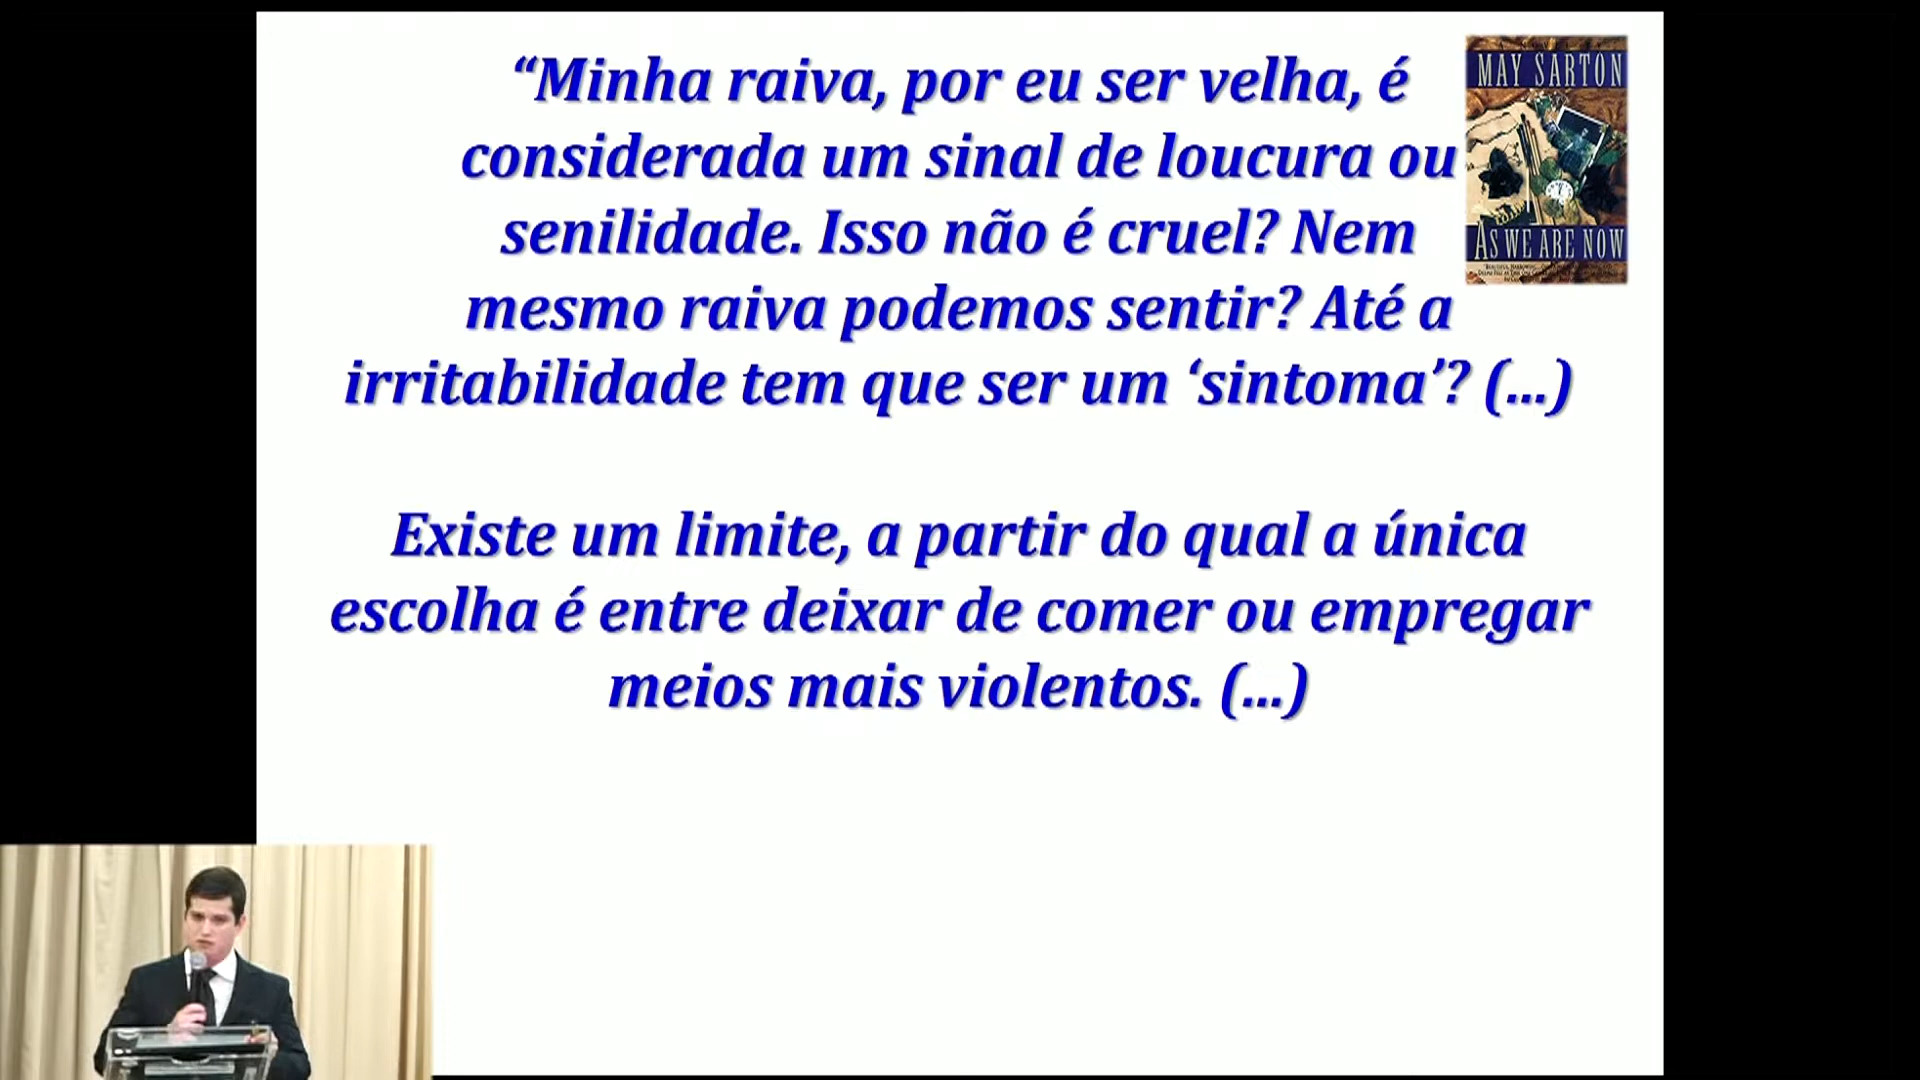 “Minha raiva, por eu ser velha, é
considerada um sinal de loucura ou
senilidade. Isso não é cruel? Nem
mesmo raiva podemos sentir? Até a
irritabilidade tem que ser um ‘sintoma’? (...)
Existe um limite, a partir do qual a única
escolha é entre deixar de comer ou empregar
meios mais violentos. (...)
MAY SARTON
AS WE ARE NOW